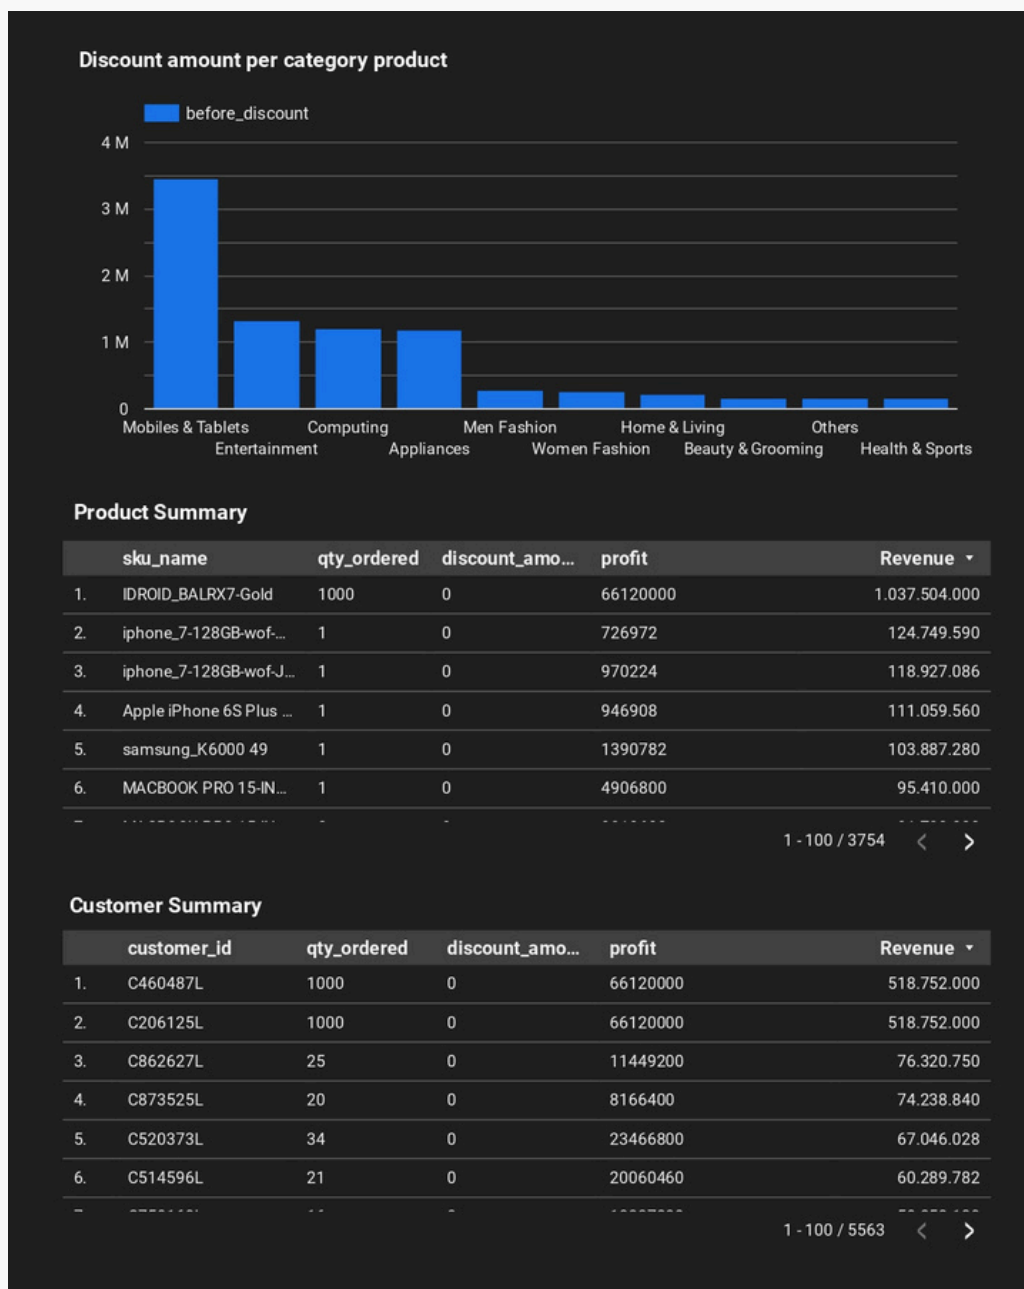 Discount amount per category product
before_discount
4 M
3 M
2 M
1 M
0
Mobiles & Tablets Computing Men Fashion Home & Living Others
Entertainment Appliances Women Fashion Beauty & Grooming Health & Sports
Product Summary
sku_name qty_ordered discount_amo... profit Revenue
1. IDROID_BALRX7-Gold 1000 0 66120000 1.037.504.000
2. iphone_7-128GB-wof-... 1 0 726972 124.749.590
3. iphone_7-128GB-wof-J... 1 0 970224 118.927.086
4. Apple iPhone 6S Plus ... 1 0 946908 111.059.560
5. samsung_K6000 49 1 0 1390782 103.887.280
6. MACBOOK PRO 15-IN... 1 0 4906800 95.410.000
1 - 100 / 3754
Customer Summary
customer_id qty_ordered discount_amo... profit Revenue
1. C460487L 1000 0 66120000 518.752.000
2. C206125L 1000 0 66120000 518.752.000
3. C862627L 25 0 11449200 76.320.750
4. C873525L 20 0 8166400 74.238.840
5. C520373L 34 0 23466800 67.046.028
6. C514596L 21 0 20060460 60.289.782
1 - 100 / 5563